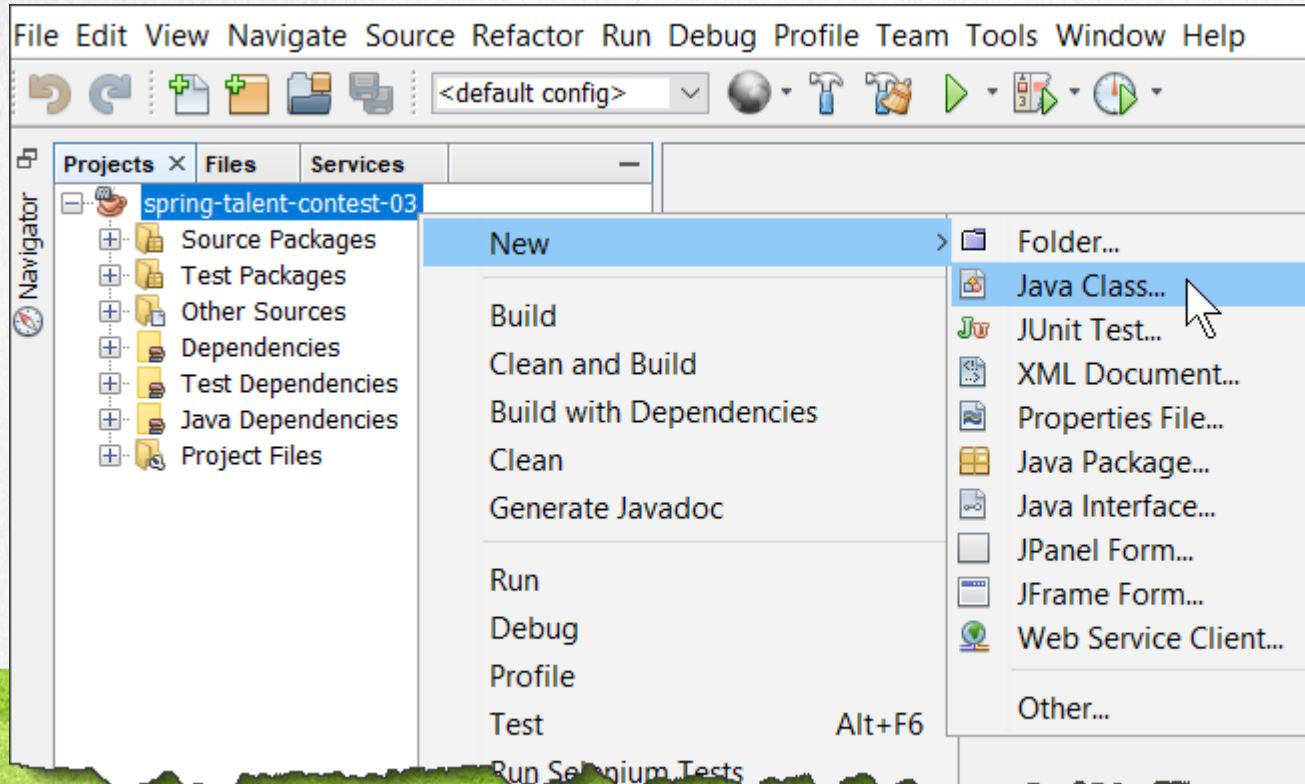 File Edit View Navigate Source Refactor Run Debug Profile Team Tools Window Help
<default config>
Projects Files Services
Navigator
spring-talent-contest-03
Source Packages
Test Packages
Other Sources
Dependencies
Test Dependencies
Java Dependencies
Project Files
New
Build
Clean and Build
Build with Dependencies
Clean
Generate Javadoc
Run
Debug
Profile
Test Alt+F6
Run Selenium Tests
Folder...
Java Class...
JUnit Test...
XML Document...
Properties File...
Java Package...
Java Interface...
JPanel Form...
JFrame Form...
Web Service Client...
Other...